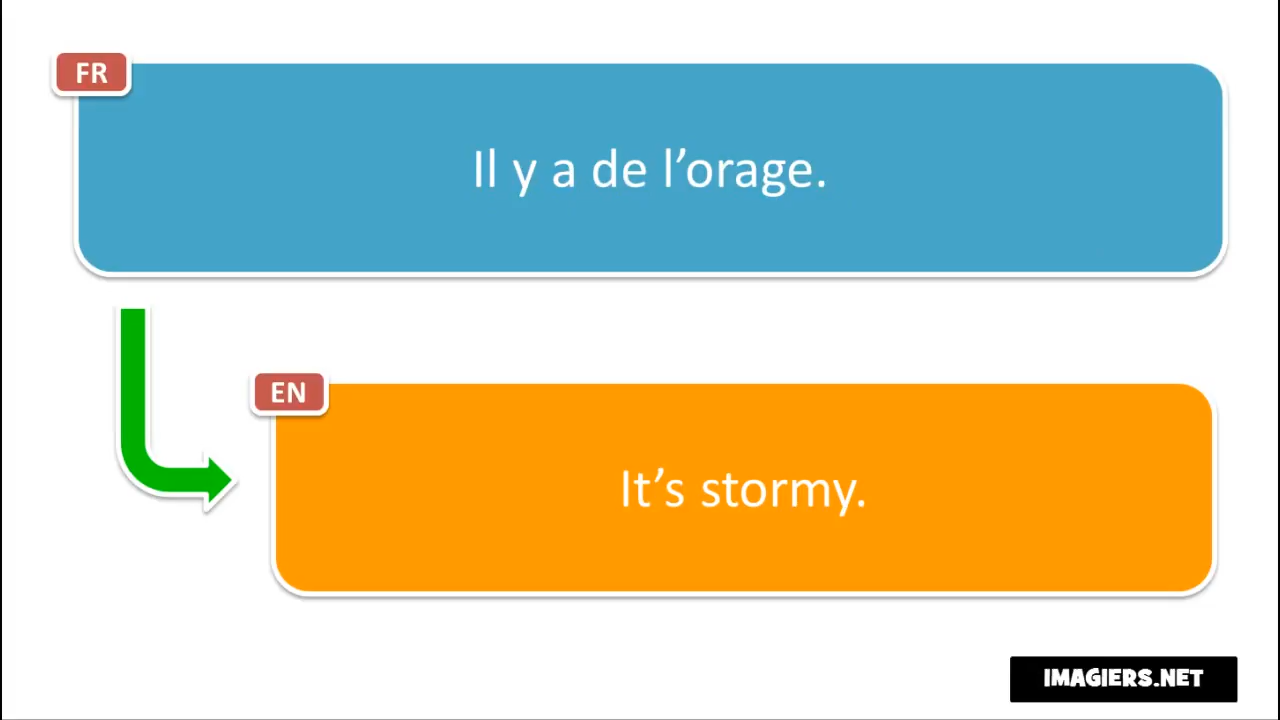 FR
Il y a de l’orage.
EN
It’s stormy.
IMAGIERS.NET